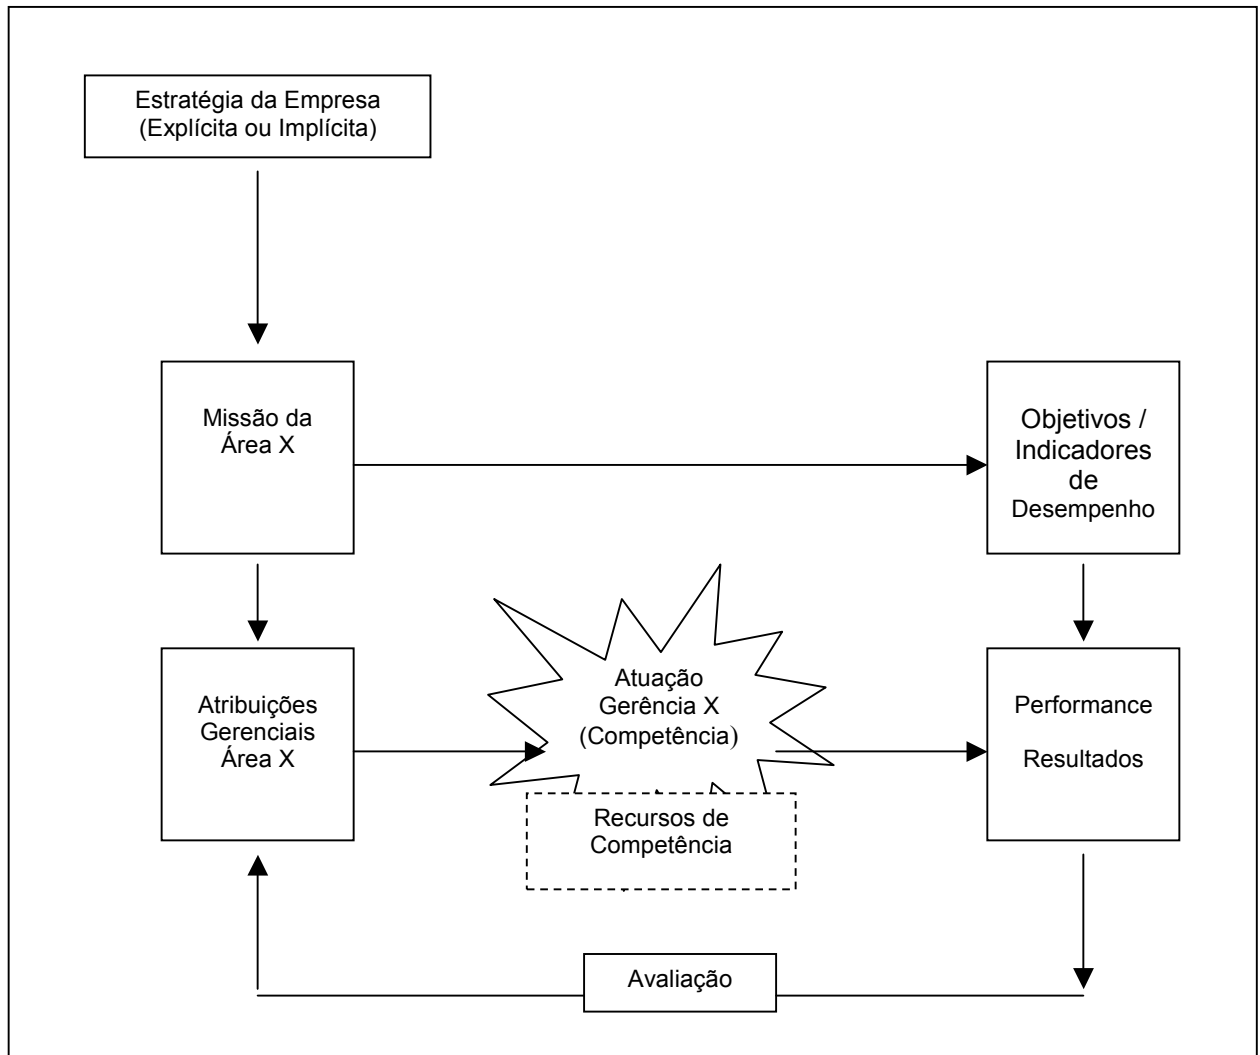 Estratégia da Empresa
(Explícita ou Implícita)
Missão da
Área X
Objetivos /
Indicadores
de
Desempenho
Atribuições
Gerenciais
Área X
Atuação
Gerência X
(Competência)
Recursos de
Competência
Performance
Resultados
Avaliação